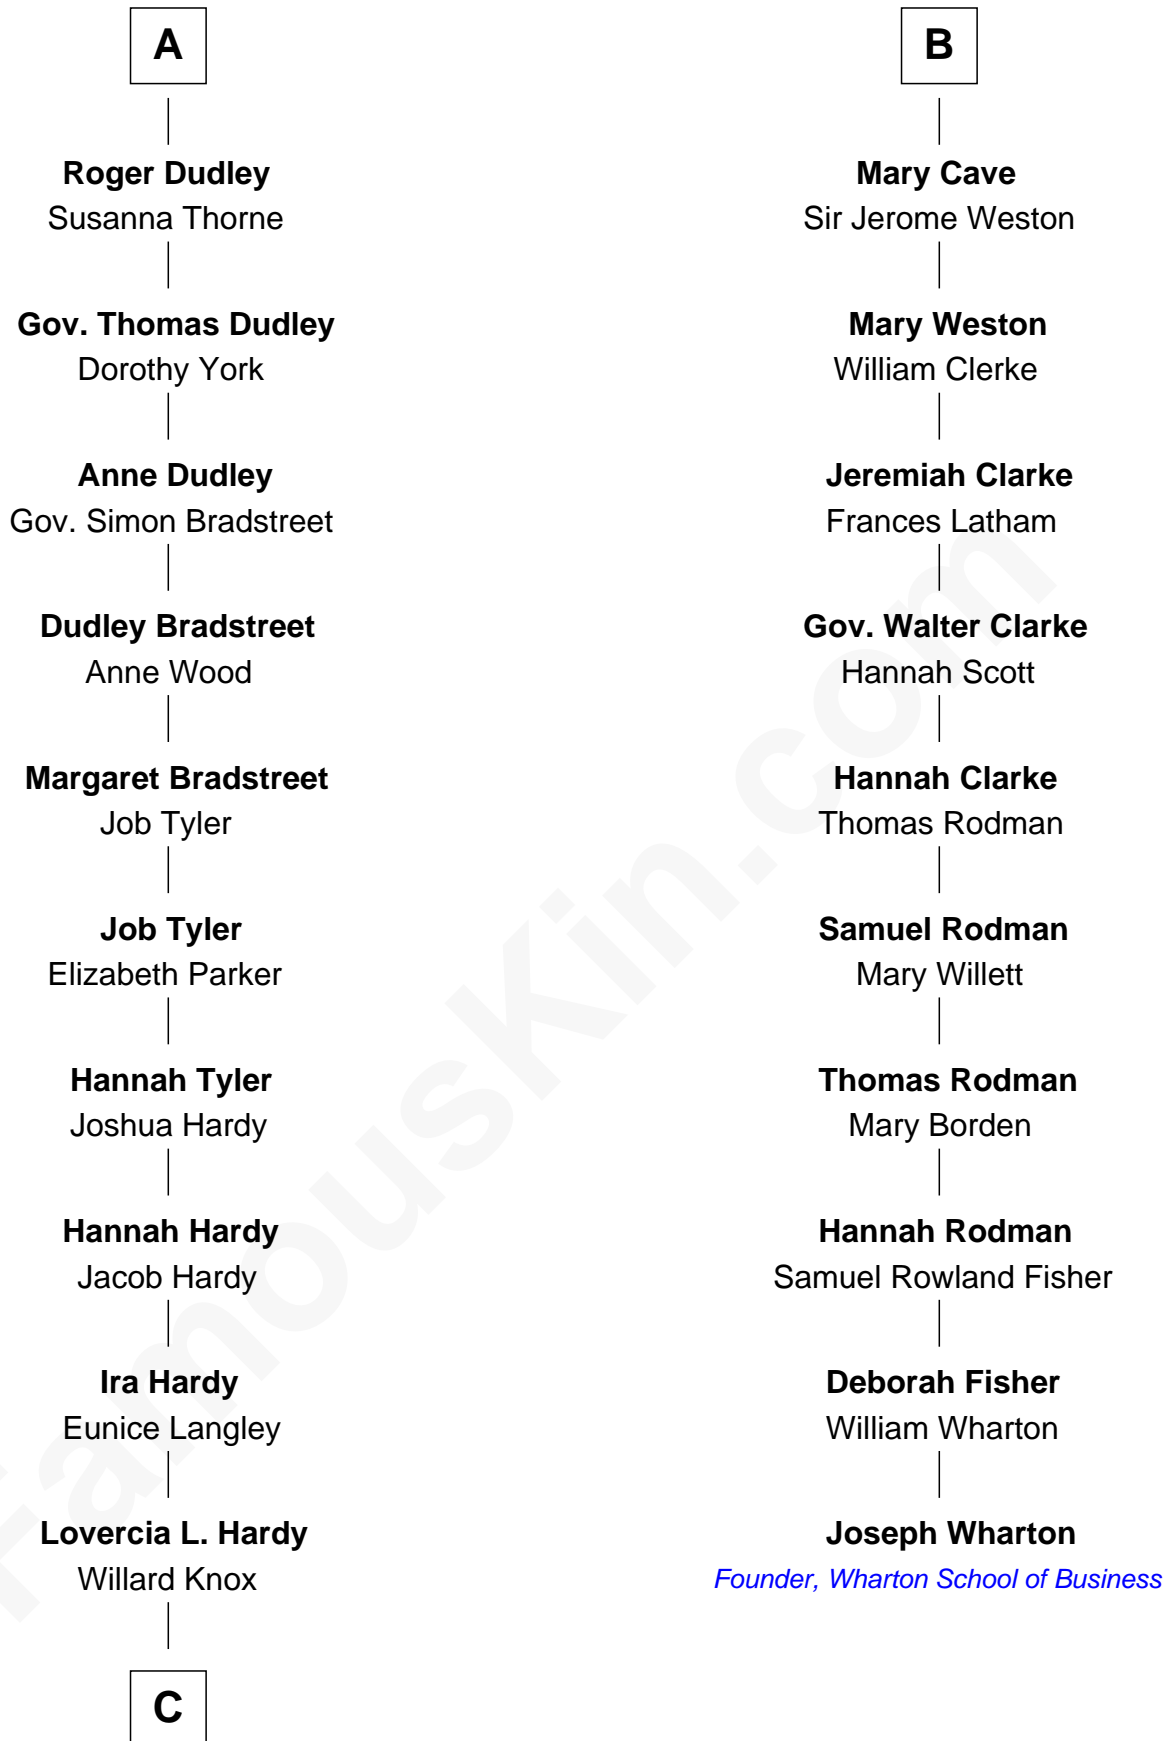 A
Roger Dudley
Susanna Thorne
Gov. Thomas Dudley
Dorothy York
Anne Dudley
Gov. Simon Bradstreet
Dudley Bradstreet
Anne Wood
Margaret Bradstreet
Job Tyler
Job Tyler
Elizabeth Parker
Hannah Tyler
Joshua Hardy
Hannah Hardy
Jacob Hardy
Ira Hardy
Eunice Langley
Lovercia L. Hardy
Willard Knox
C
B
Mary Cave
Sir Jerome Weston
Mary Weston
William Clerke
Jeremiah Clarke
Frances Latham
Gov. Walter Clarke
Hannah Scott
Hannah Clarke
Thomas Rodman
Samuel Rodman
Mary Willett
Thomas Rodman
Mary Borden
Hannah Rodman
Samuel Rowland Fisher
Deborah Fisher
William Wharton
Joseph Wharton
Founder, Wharton School of Business
FamousKin.com